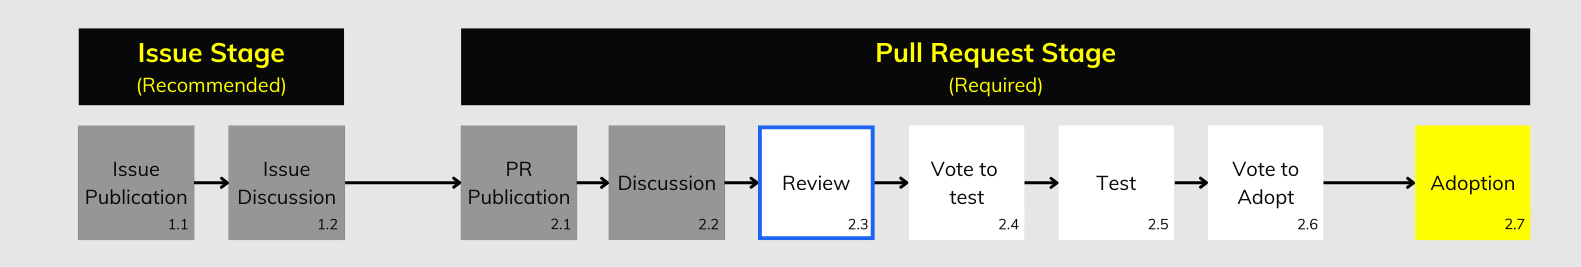 Issue Stage
(Recommended)
Pull Request Stage
(Required)
Issue
Publication
1.1
Issue
Discussion
1.2
PR
Publication
2.1
Discussion
2.2
Review
2.3
Vote to
test
2.4
Test
2.5
Vote to
Adopt
2.6
Adoption
2.7